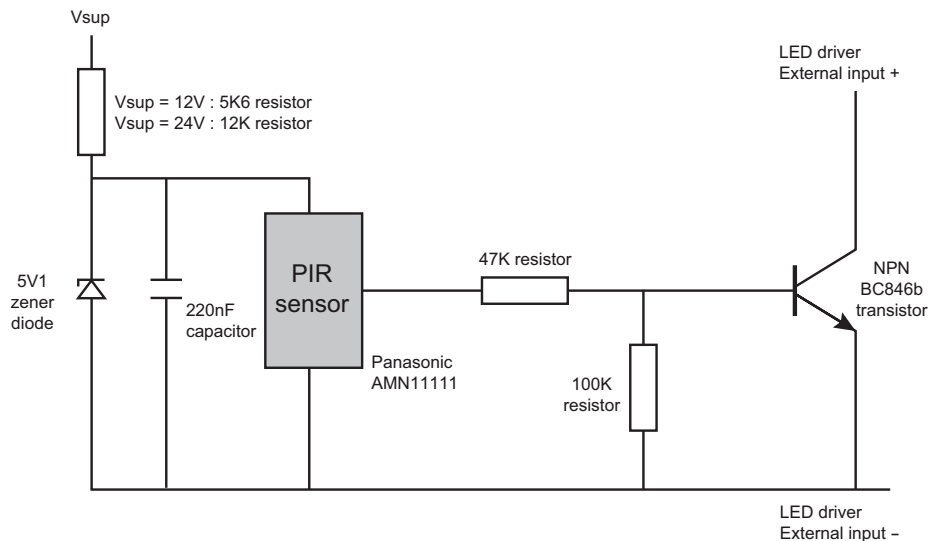 Vsup
LED driver
External input +
Vsup = 12V : 5K6 resistor
Vsup = 24V : 12K resistor
5V1
zener
diode
220nF
capacitor
PIR
sensor
Panasonic
AMN11111
47K resistor
100K
resistor
NPN
BC846b
transistor
LED driver
External input –